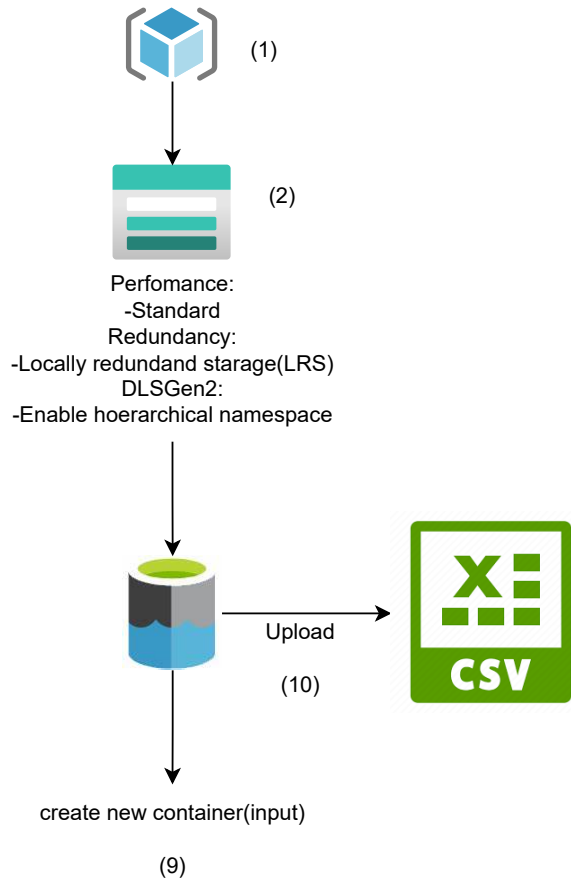 (1)
(2)
Perfomance:
-Standard
Redundancy:
-Locally redundand starage(LRS)
DLSGen2:
-Enable hoerarchical namespace
X
CSV
Upload
(10)
create new container(input)
(9)